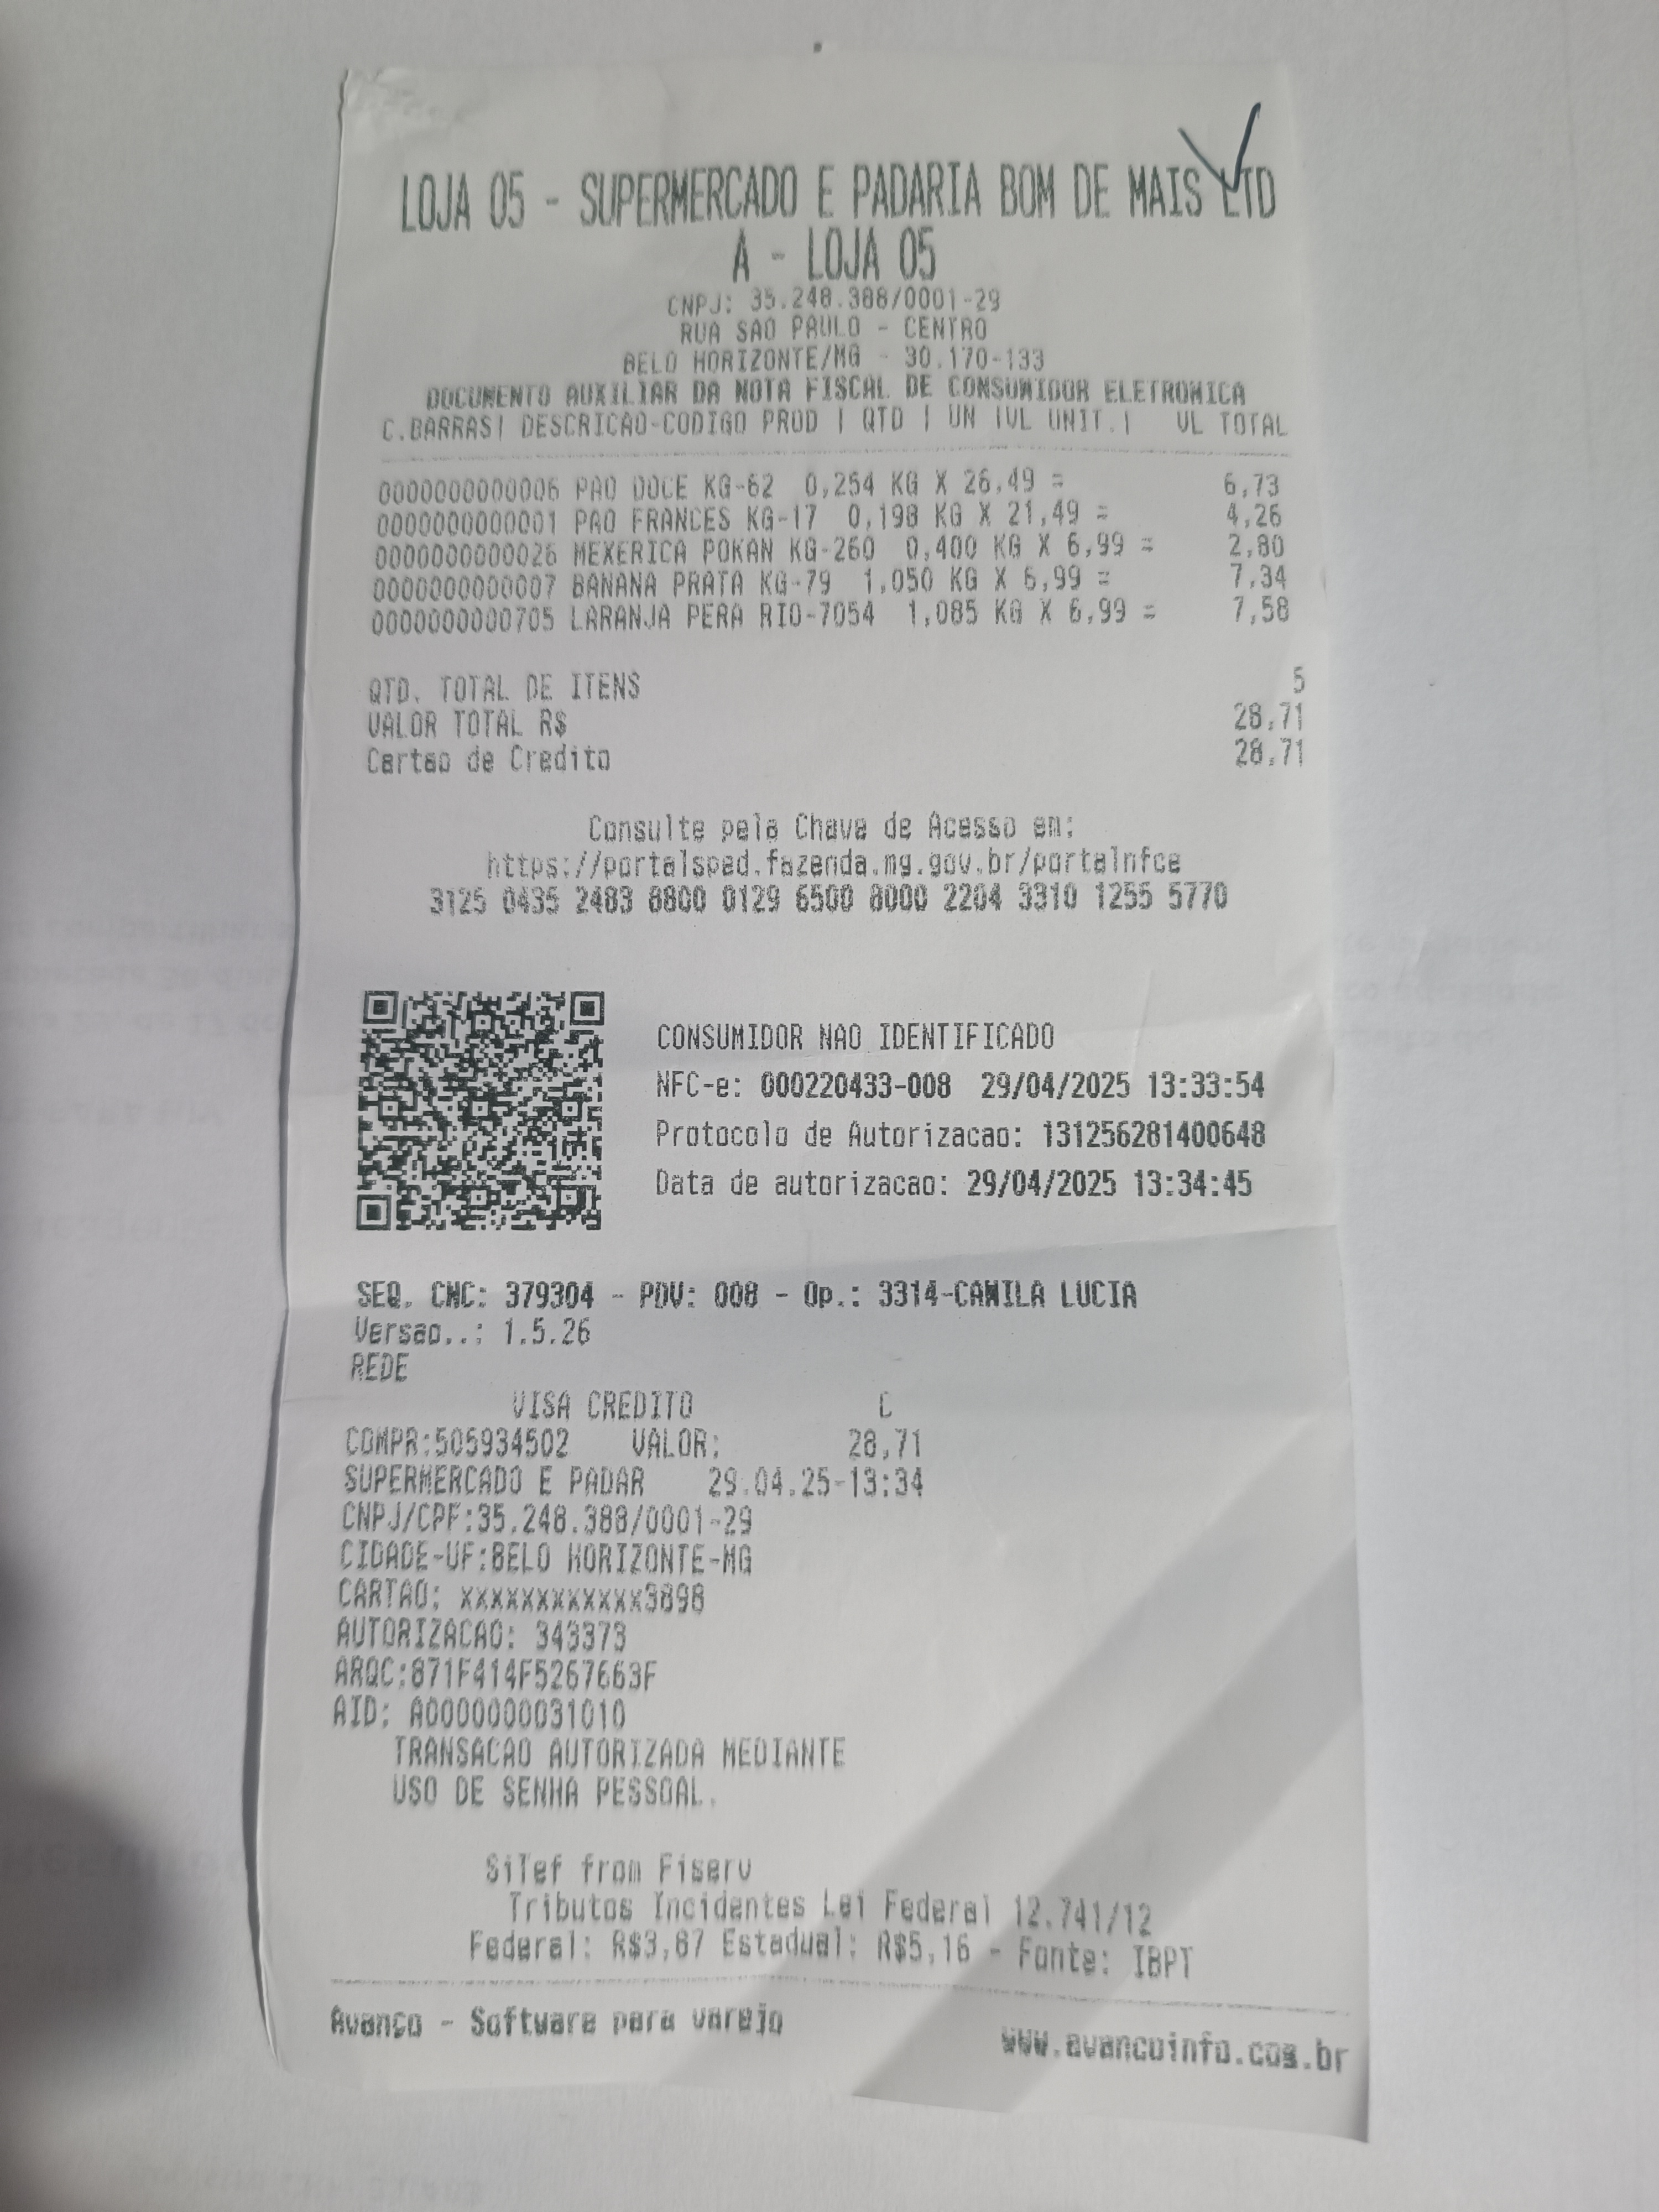 LOJA 05 - SUPERMERCADO E PADARIA BOM DE MAIS LTD
A - LOJA 05
CNPJ: 35.248.388/0001-29
RUA SAO PAULO - CENTRO
BELO HORIZONTE/MG - 30.170-133
DOCUMENTO AUXILIAR DA NOTA FISCAL DE CONSUMIDOR ELETRONICA
C.BARRAS| DESCRICAO-CODIGO PROD | QTD | UN |VL UNIT.| VL TOTAL
0000000000006 PAO DOCE KG-62 0,254 KG X 26,49 = 6,73
0000000000001 PAO FRANCES KG-17 0,198 KG X 21,49 = 4,26
0000000000026 MEXERICA POKAN KG-260 0,400 KG X 6,99 = 2,80
0000000000007 BANANA PRATA KG-79 1,050 KG X 6,99 = 7,34
0000000000705 LARANJA PERA RIO-7054 1,085 KG X 6,99 = 7,58
QTD. TOTAL DE ITENS 5
VALOR TOTAL R$ 28,71
Cartao de Credito 28,71
Consulte pela Chave de Acesso em:
https://portalsped.fazenda.mg.gov.br/portalnfce
3125 0435 2483 8800 0129 6500 8000 2204 3310 1255 5770
CONSUMIDOR NAO IDENTIFICADO
NFC-e: 000220433-008 29/04/2025 13:33:54
Protocolo de Autorizacao: 131256281400648
Data de autorizacao: 29/04/2025 13:34:45
SEQ. CNC: 379304 - PDV: 008 - Op.: 3314-CAMILA LUCIA
Versao..: 1.5.26
REDE
VISA CREDITO C
COMPR:505934502 VALOR: 28,71
SUPERMERCADO E PADAR 29.04.25-13:34
CNPJ/CPF:35.248.388/0001-29
CIDADE-UF:BELO HORIZONTE-MG
CARTAO: xxxxxxxxxxxx3898
AUTORIZACAO: 343373
ARQC:871F414F5267663F
AID: A0000000031010
TRANSACAO AUTORIZADA MEDIANTE
USO DE SENHA PESSOAL.
SiTef from Fiserv
Tributos Incidentes Lei Federal 12.741/12
Federal: R$3,87 Estadual: R$5,16 - Fonte: IBPT
Avanço - Software para varejo
www.avancoinfo.com.br